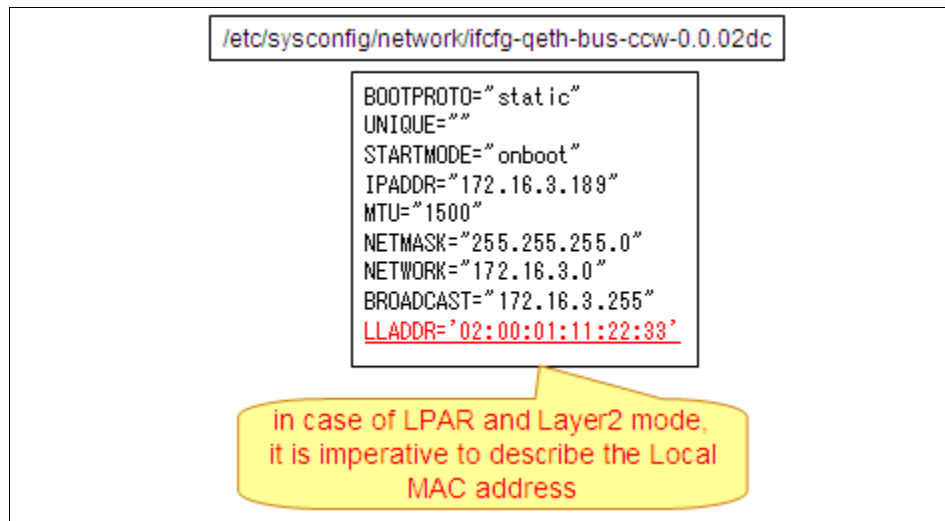 /etc/sysconfig/network/ifcfg-qeth-bus-ccw-0.0.02dc
BOOTPROTO="static"
UNIQUE=""
STARTMODE="onboot"
IPADDR="172.16.3.189"
MTU="1500"
NETMASK="255.255.255.0"
NETWORK="172.16.3.0"
BROADCAST="172.16.3.255"
LLADDR='02:00:01:11:22:33'
in case of LPAR and Layer2 mode,
it is imperative to describe the Local
MAC address